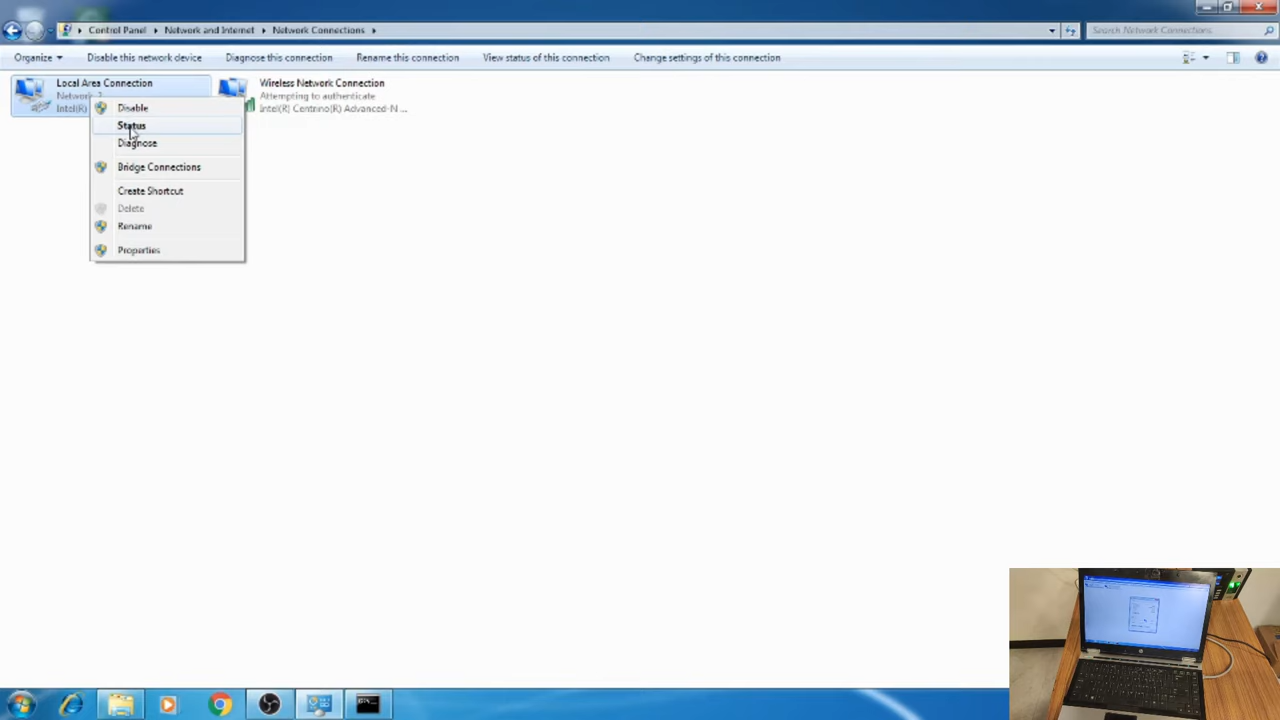 Control Panel Network and Internet Network Connections
Search Network Connections
Organize Disable this network device Diagnose this connection Rename this connection View status of this connection Change settings of this connection
Local Area Connection
Network
Intel(R)
Wireless Network Connection
Attempting to authenticate
Intel(R) Centrino(R) Advanced-N ...
Disable
Status
Diagnose
Bridge Connections
Create Shortcut
Delete
Rename
Properties